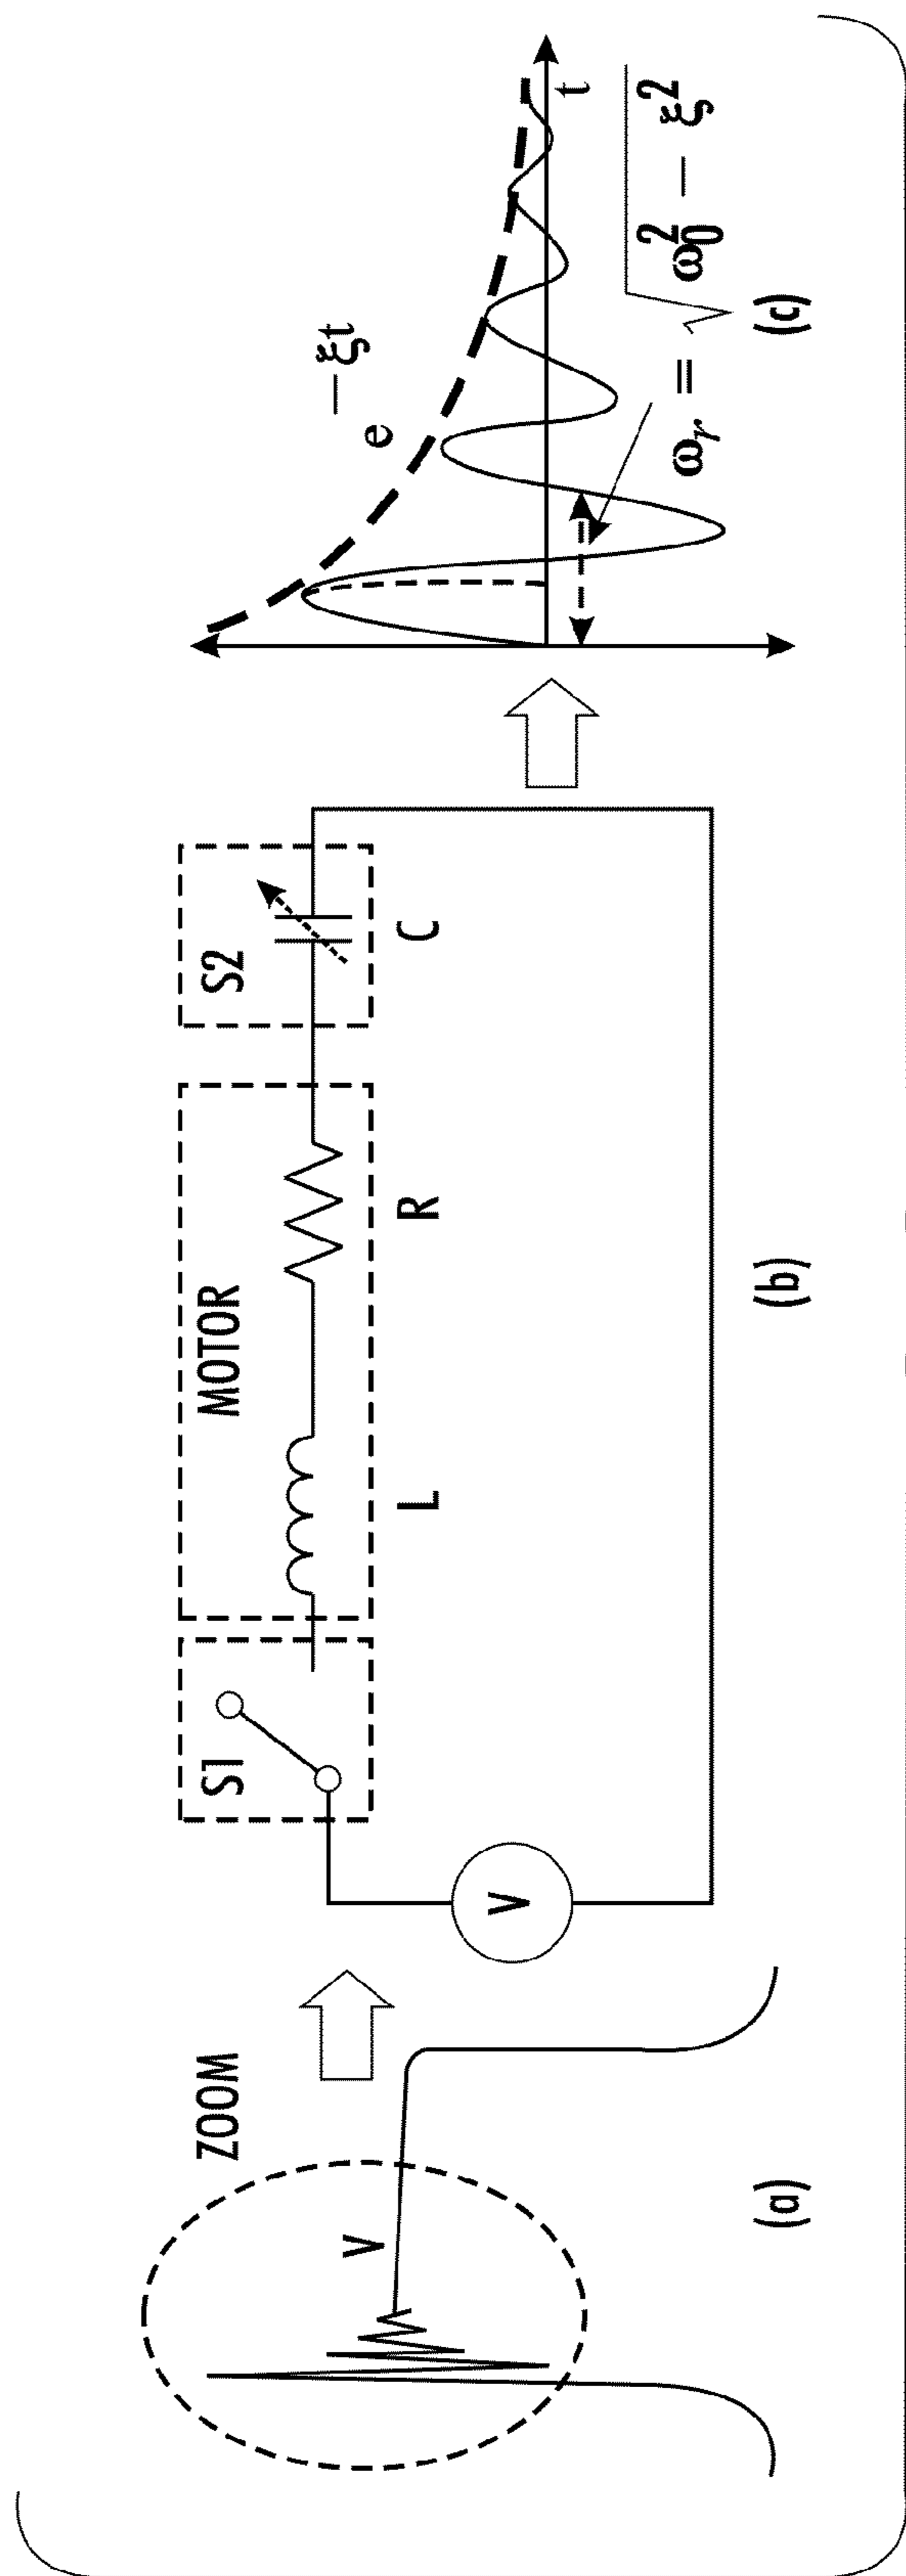 ZOOM
V
(a)
S1
MOTOR
S2
L
R
C
V
(b)
e^{-ξt}
t
ω_r = √(ω_0^2 − ξ^2)
(c)